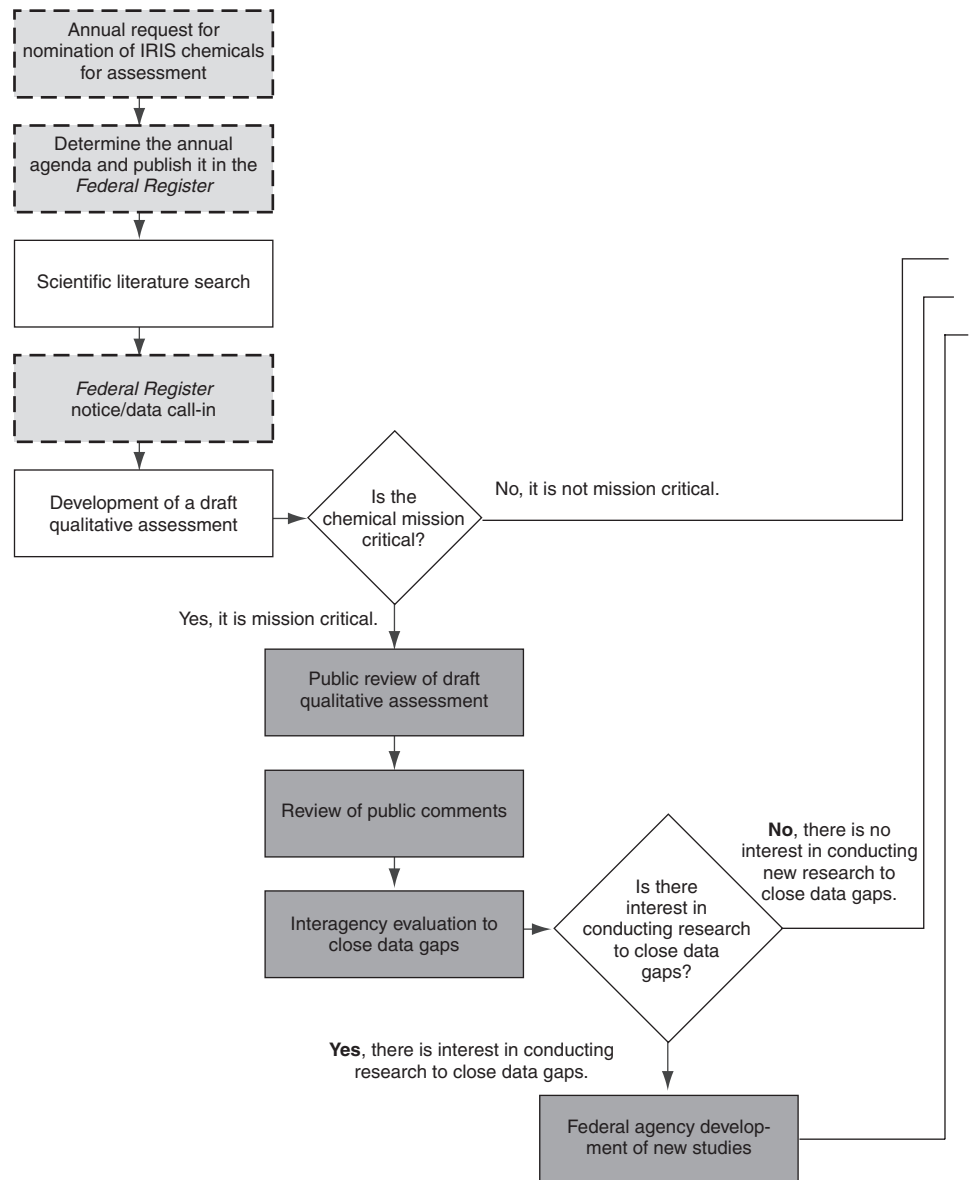 Annual request for
nomination of IRIS chemicals
for assessment
Determine the annual
agenda and publish it in the
Federal Register
Scientific literature search
Federal Register
notice/data call-in
Development of a draft
qualitative assessment
Is the
chemical mission
critical?
No, it is not mission critical.
Yes, it is mission critical.
Public review of draft
qualitative assessment
Review of public comments
Interagency evaluation to
close data gaps
Is there
interest in
conducting research
to close data
gaps?
No, there is no
interest in conducting
new research to
close data gaps.
Yes, there is interest in conducting
research to close data gaps.
Federal agency develop-
ment of new studies